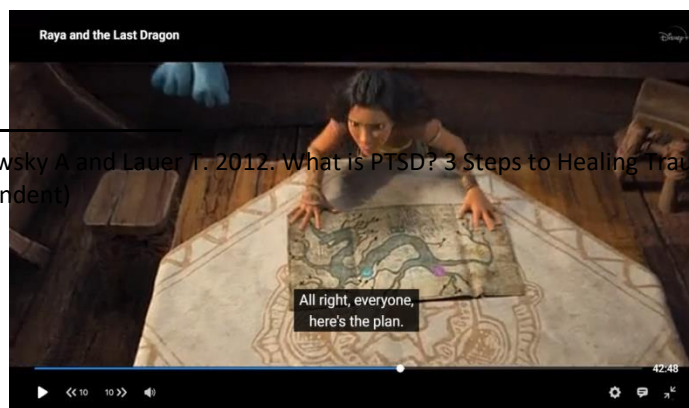 Raya and the Last Dragon
Disney+
wsky A and Lauer T. 2012. What is PTSD? 3 Steps to Healing Trau
ndent)
All right, everyone,
here's the plan.
42:48
10
10